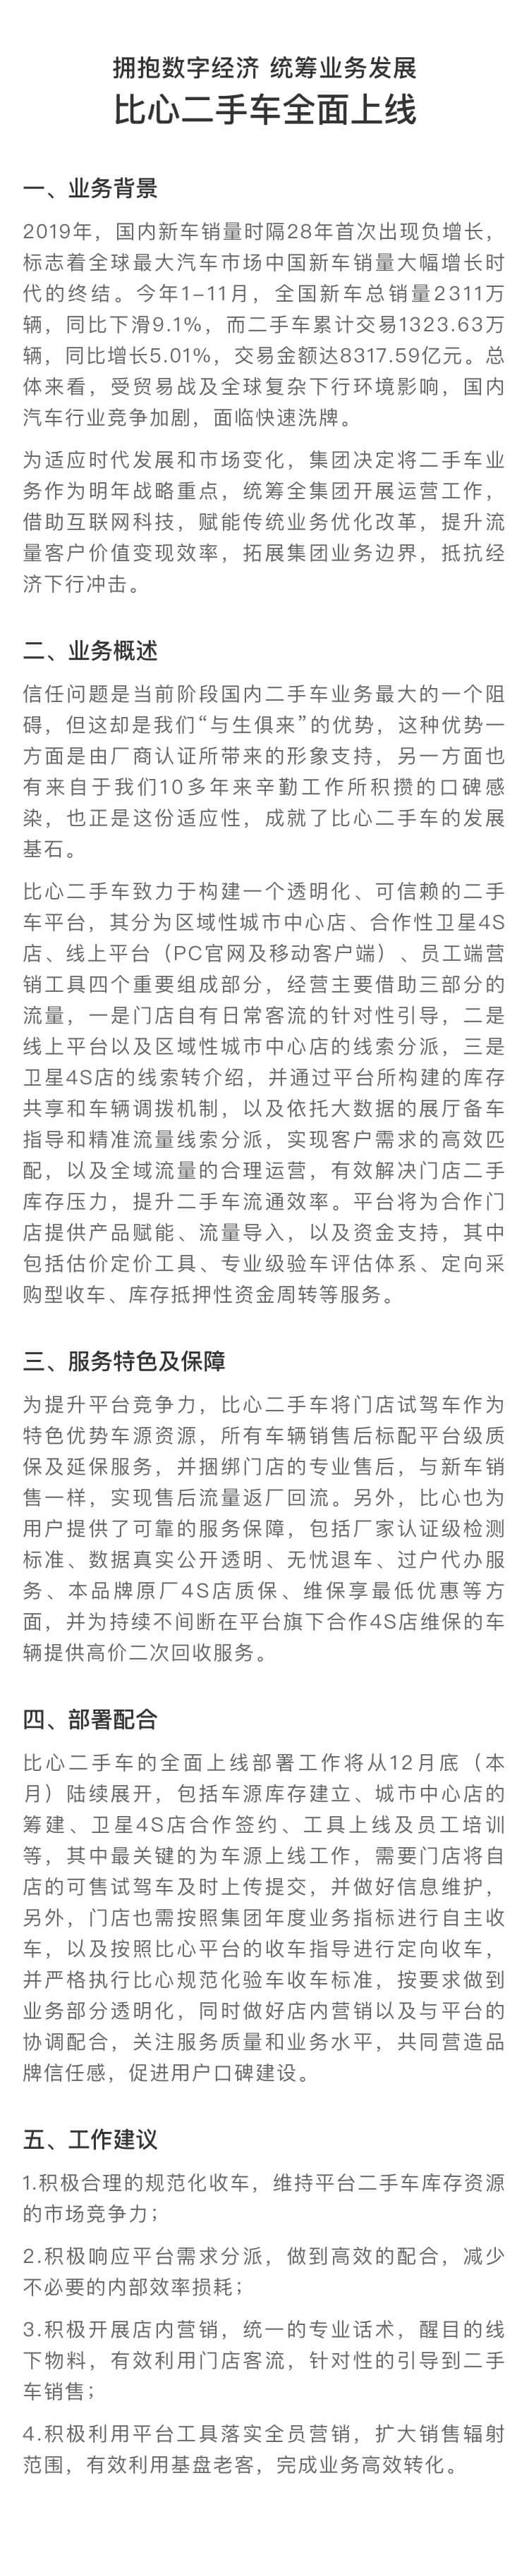 拥抱数字经济 统筹业务发展
比心二手车全面上线
一、业务背景
2019年，国内新车销量时隔28年首次出现负增长，
标志着全球最大汽车市场中国新车销量大幅增长时
代的终结。今年1-11月，全国新车总销量2311万
辆，同比下滑9.1%，而二手车累计交易1323.63万
辆，同比增长5.01%，交易金额达8317.59亿元。总
体来看，受贸易战及全球复杂下行环境影响，国内
汽车行业竞争加剧，面临快速洗牌。
为适应时代发展和市场变化，集团决定将二手车业
务作为明年战略重点，统筹全集团开展运营工作，
借助互联网科技，赋能传统业务优化改革，提升流
量客户价值变现效率，拓展集团业务边界，抵抗经
济下行冲击。
二、业务概述
信任问题是当前阶段国内二手车业务最大的一个阻
碍，但这却是我们“与生俱来”的优势，这种优势一
方面是由厂商认证所带来的形象支持，另一方面也
有来自于我们10多年来辛勤工作所积攒的口碑感
染，也正是这份适应性，成就了比心二手车的发展
基石。
比心二手车致力于构建一个透明化、可信赖的二手
车平台，其分为区域性城市中心店、合作性卫星4S
店、线上平台（PC官网及移动客户端）、员工端营
销工具四个重要组成部分，经营主要借助三部分的
流量，一是门店自有日常客流的针对性引导，二是
线上平台以及区域性城市中心店的线索分派，三是
卫星4S店的线索转介绍，并通过平台所构建的库存
共享和车辆调拨机制，以及依托大数据的展厅备车
指导和精准流量线索分派，实现客户需求的高效匹
配，以及全域流量的合理运营，有效解决门店二手
库存压力，提升二手车流通效率。平台将为合作门
店提供产品赋能、流量导入，以及资金支持，其中
包括估价定价工具、专业级验车评估体系、定向采
购型收车、库存抵押性资金周转等服务。
三、服务特色及保障
为提升平台竞争力，比心二手车将门店试驾车作为
特色优势车源资源，所有车辆销售后标配平台级质
保及延保服务，并捆绑门店的专业售后，与新车销
售一样，实现售后流量返厂回流。另外，比心也为
用户提供了可靠的服务保障，包括厂家认证级检测
标准、数据真实公开透明、无忧退车、过户代办服
务、本品牌原厂4S店质保、维保享最低优惠等方
面，并为持续不间断在平台旗下合作4S店维保的车
辆提供高价二次回收服务。
四、部署配合
比心二手车的全面上线部署工作将从12月底（本
月）陆续展开，包括车源库存建立、城市中心店的
筹建、卫星4S店合作签约、工具上线及员工培训
等，其中最关键的为车源上线工作，需要门店将自
店的可售试驾车及时上传提交，并做好信息维护，
另外，门店也需按照集团年度业务指标进行自主收
车，以及按照比心平台的收车指导进行定向收车，
并严格执行比心规范化验车收车标准，按要求做到
业务部分透明化，同时做好店内营销以及与平台的
协调配合，关注服务质量和业务水平，共同营造品
牌信任感，促进用户口碑建设。
五、工作建议
1.积极合理的规范化收车，维持平台二手车库存资源
的市场竞争力；
2.积极响应平台需求分派，做到高效的配合，减少
不必要的内部效率损耗；
3.积极开展店内营销，统一的专业话术，醒目的线
下物料，有效利用门店客流，针对性的引导到二手
车销售；
4.积极利用平台工具落实全员营销，扩大销售辐射
范围，有效利用基盘老客，完成业务高效转化。